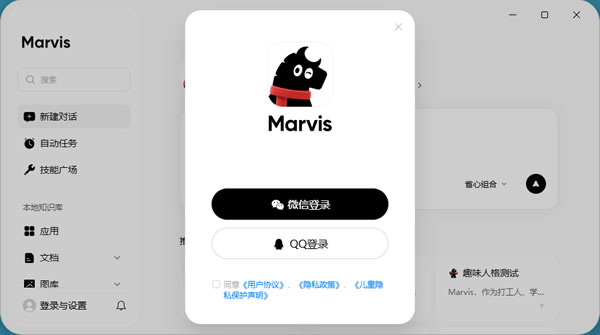 Marvis
搜索
新建对话
自动任务
技能广场
本地知识库
应用
文档
图库
登录与设置
Marvis
微信登录
QQ登录
同意《用户协议》、《隐私政策》、《儿童隐
私保护声明》
省心组合
趣味人格测试
Marvis，作为打工人，学...